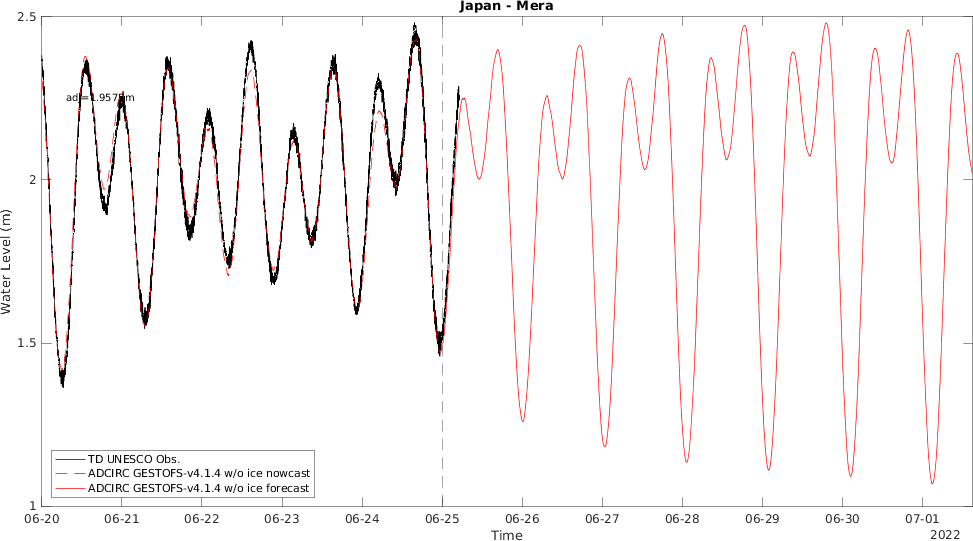 Japan - Mera
2.5
adj=1.9575m
2
Water Level (m)
1.5
TD UNESCO Obs.
ADCIRC GESTOFS-v4.1.4 w/o ice nowcast
ADCIRC GESTOFS-v4.1.4 w/o ice forecast
1
06-20 06-21 06-22 06-23 06-24 06-25 06-26 06-27 06-28 06-29 06-30 07-01
2022
Time